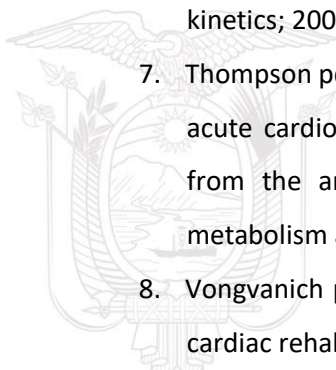 kinetics; 200
7. Thompson p
acute cardio
from the a
metabolism
8. Vongvanich
cardiac reha